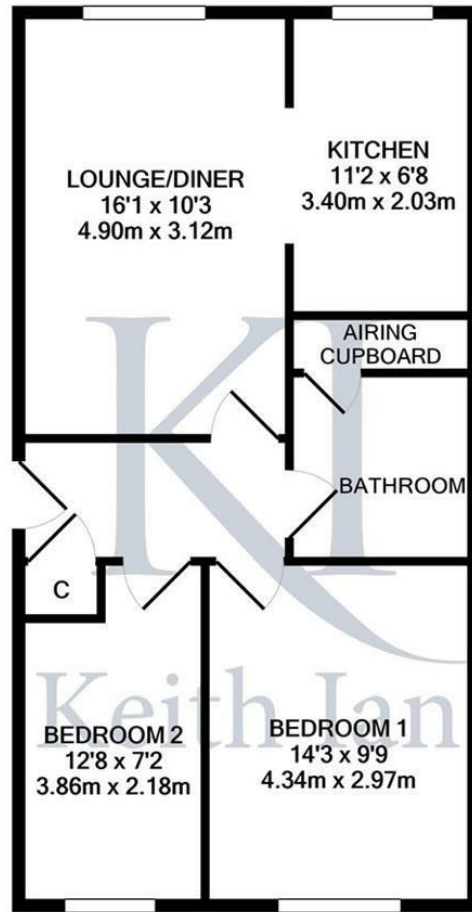 LOUNGE/DINER
16'1 x 10'3
4.90m x 3.12m
KITCHEN
11'2 x 6'8
3.40m x 2.03m
AIRING
CUPBOARD
BATHROOM
C
BEDROOM 2
12'8 x 7'2
3.86m x 2.18m
BEDROOM 1
14'3 x 9'9
4.34m x 2.97m
KI
Keith Ian